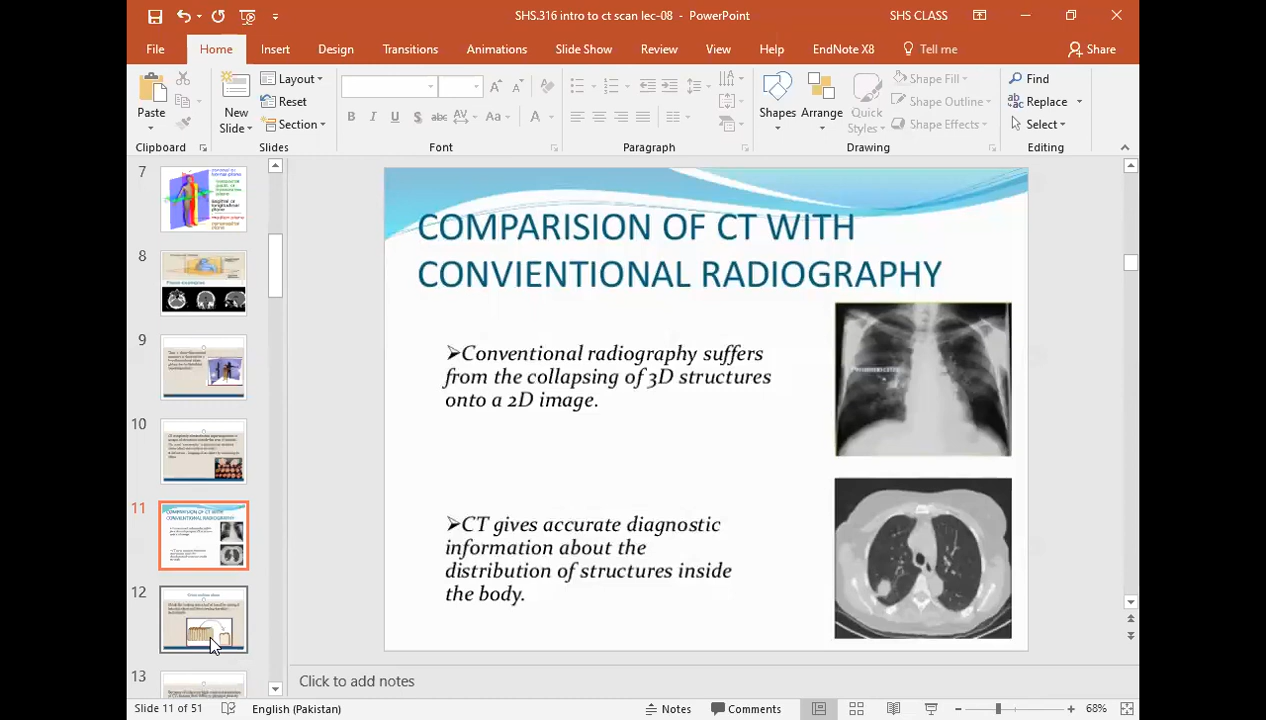 SHS.316 intro to ct scan lec-08 - PowerPoint
SHS CLASS
File Home Insert Design Transitions Animations Slide Show Review View Help EndNote X8 Tell me Share
Paste
Clipboard
New
Slide
Layout
Reset
Section
Slides
B I U S abc AV Aa A
Font
Paragraph
Shapes
Arrange
Quick
Styles
Shape Fill
Shape Outline
Shape Effects
Drawing
Find
Replace
Select
Editing
7
8
9
10
11
12
13
COMPARISION OF CT WITH
CONVIENTIONAL RADIOGRAPHY
➢Conventional radiography suffers
from the collapsing of 3D structures
onto a 2D image.
➢CT gives accurate diagnostic
information about the
distribution of structures inside
the body.
Click to add notes
Slide 11 of 51
English (Pakistan)
Notes
Comments
68%